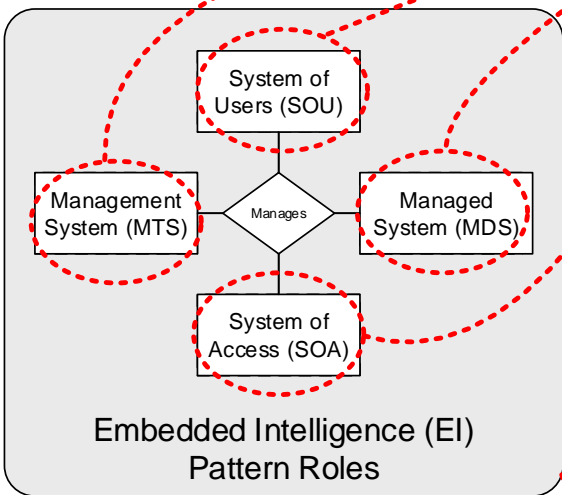 System of
Users (SOU)
Management
System (MTS)
Manages
Managed
System (MDS)
System of
Access (SOA)
Embedded Intelligence (EI)
Pattern Roles